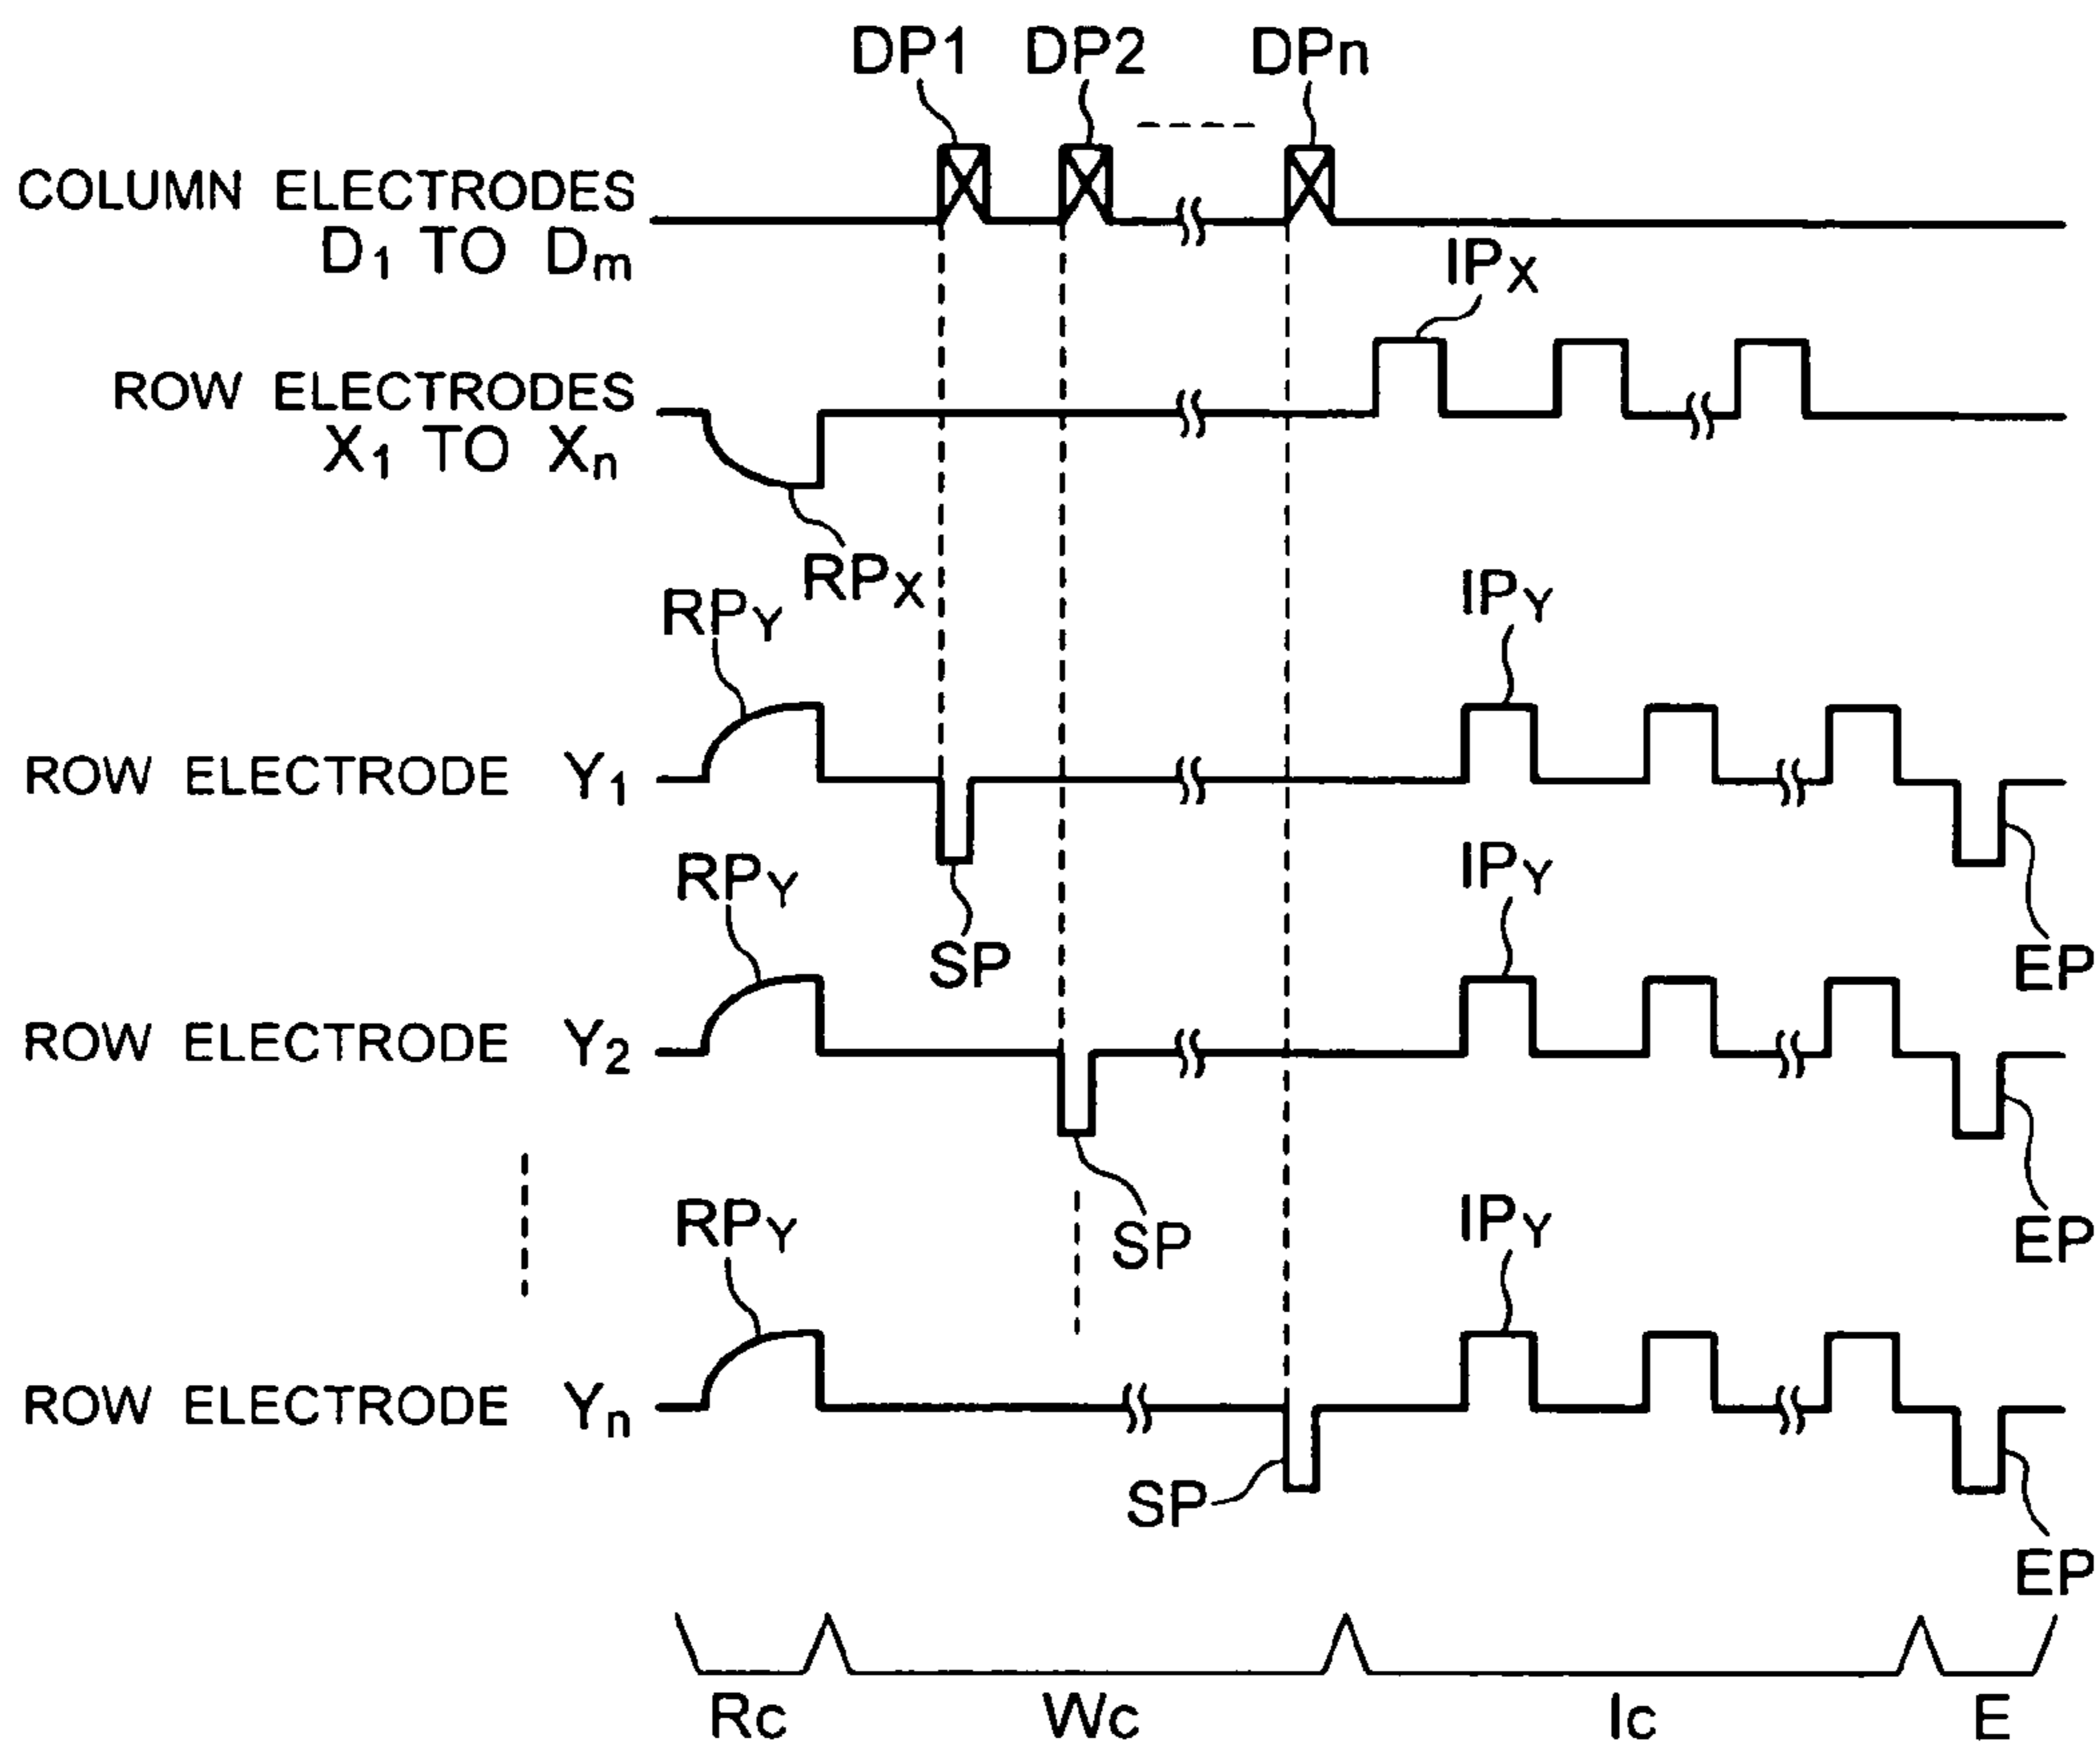 DP1 DP2 DPn
COLUMN ELECTRODES
D1 TO Dm
IPX
ROW ELECTRODES
X1 TO Xn
RPX
RPY
IPY
ROW ELECTRODE Y1
RPY
IPY
SP
EP
ROW ELECTRODE Y2
RPY
SP
IPY
EP
ROW ELECTRODE Yn
SP
EP
Rc Wc Ic E